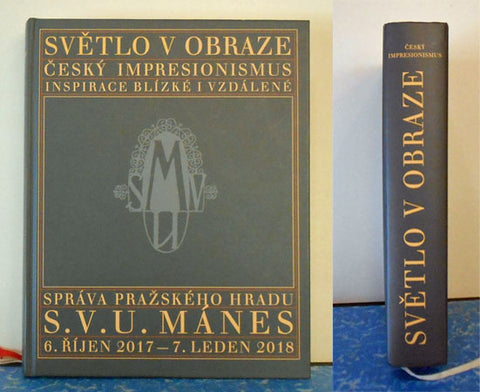 SVĚTLO V OBRAZE
ČESKÝ IMPRESIONISMUS
INSPIRACE BLÍZKÉ I VZDÁLENÉ
SMVU
SPRÁVA PRAŽSKÉHO HRADU
S.V.U. MÁNES
6. ŘÍJEN 2017—7. LEDEN 2018
ČESKÝ
IMPRESIONISMUS
SVĚTLO V OBRAZE